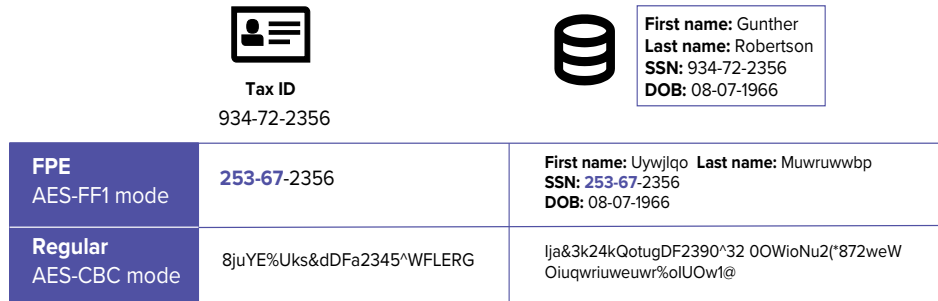 First name: Gunther
Last name: Robertson
SSN: 934-72-2356
DOB: 08-07-1966
Tax ID
934-72-2356
FPE
AES-FF1 mode
253-67-2356
First name: Uywjlqo Last name: Muwruwwbp
SSN: 253-67-2356
DOB: 08-07-1966
Regular
AES-CBC mode
8juYE%Uks&dDFa2345^WFLERG
Ija&3k24kQotugDF2390^32 0OWioNu2(*872weW
Oiuqwriuweuwr%oIUOw1@